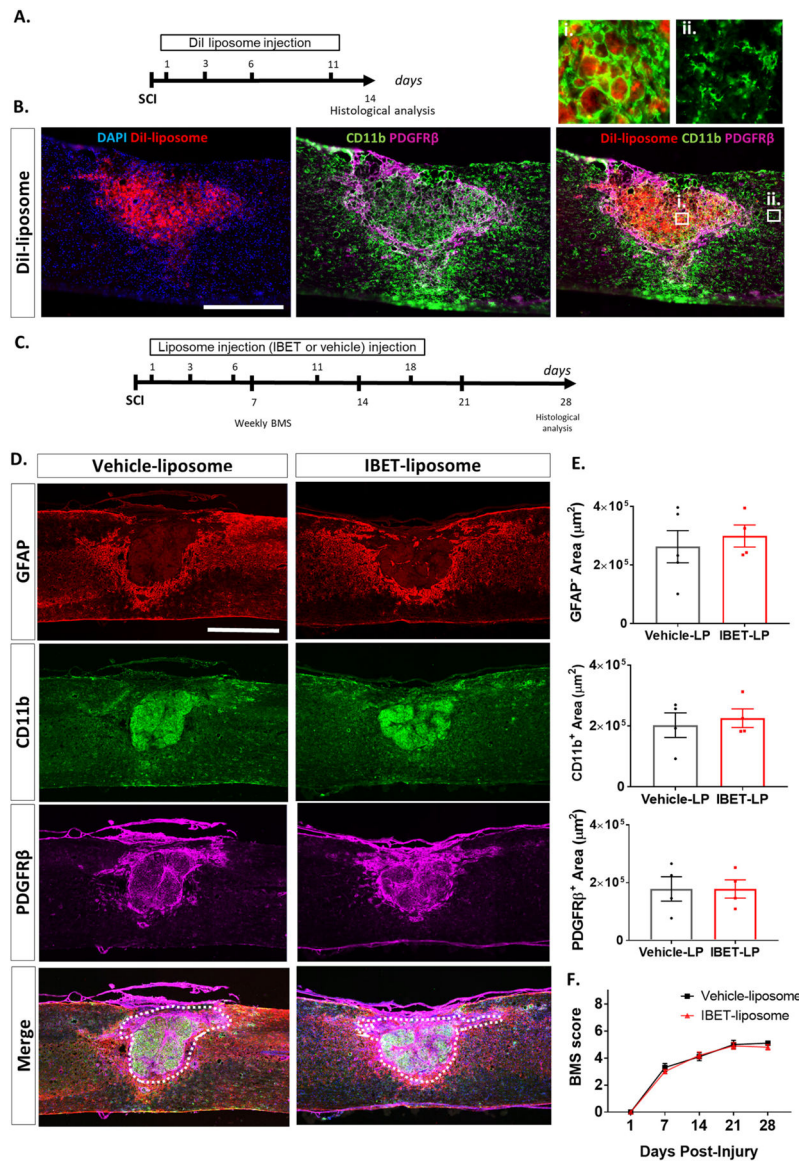 A.
DiI liposome injection
1 3 6 11 days
SCI 14
Histological analysis
i. ii.
B.
DiI-liposome
DAPI DiI-liposome
CD11b PDGFRβ
DiI-liposome CD11b PDGFRβ
i. ii.
C.
Liposome injection (IBET or vehicle) injection
1 3 6 11 18 days
SCI 7 14 21 28
Weekly BMS
Histological
analysis
D.
Vehicle-liposome IBET-liposome
GFAP
CD11b
PDGFRβ
Merge
E.
GFAP⁻ Area (μm²)
4×10⁵
2×10⁵
0
Vehicle-LP IBET-LP
CD11b⁺ Area (μm²)
4×10⁵
2×10⁵
0
Vehicle-LP IBET-LP
PDGFRβ⁺ Area (μm²)
4×10⁵
2×10⁵
0
Vehicle-LP IBET-LP
F.
Vehicle-liposome
IBET-liposome
BMS score
8
6
4
2
0
1 7 14 21 28
Days Post-Injury